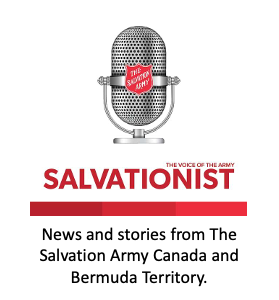 THE
SALVATION
ARMY
THE VOICE OF THE ARMY
SALVATIONIST
News and stories from The
Salvation Army Canada and
Bermuda Territory.